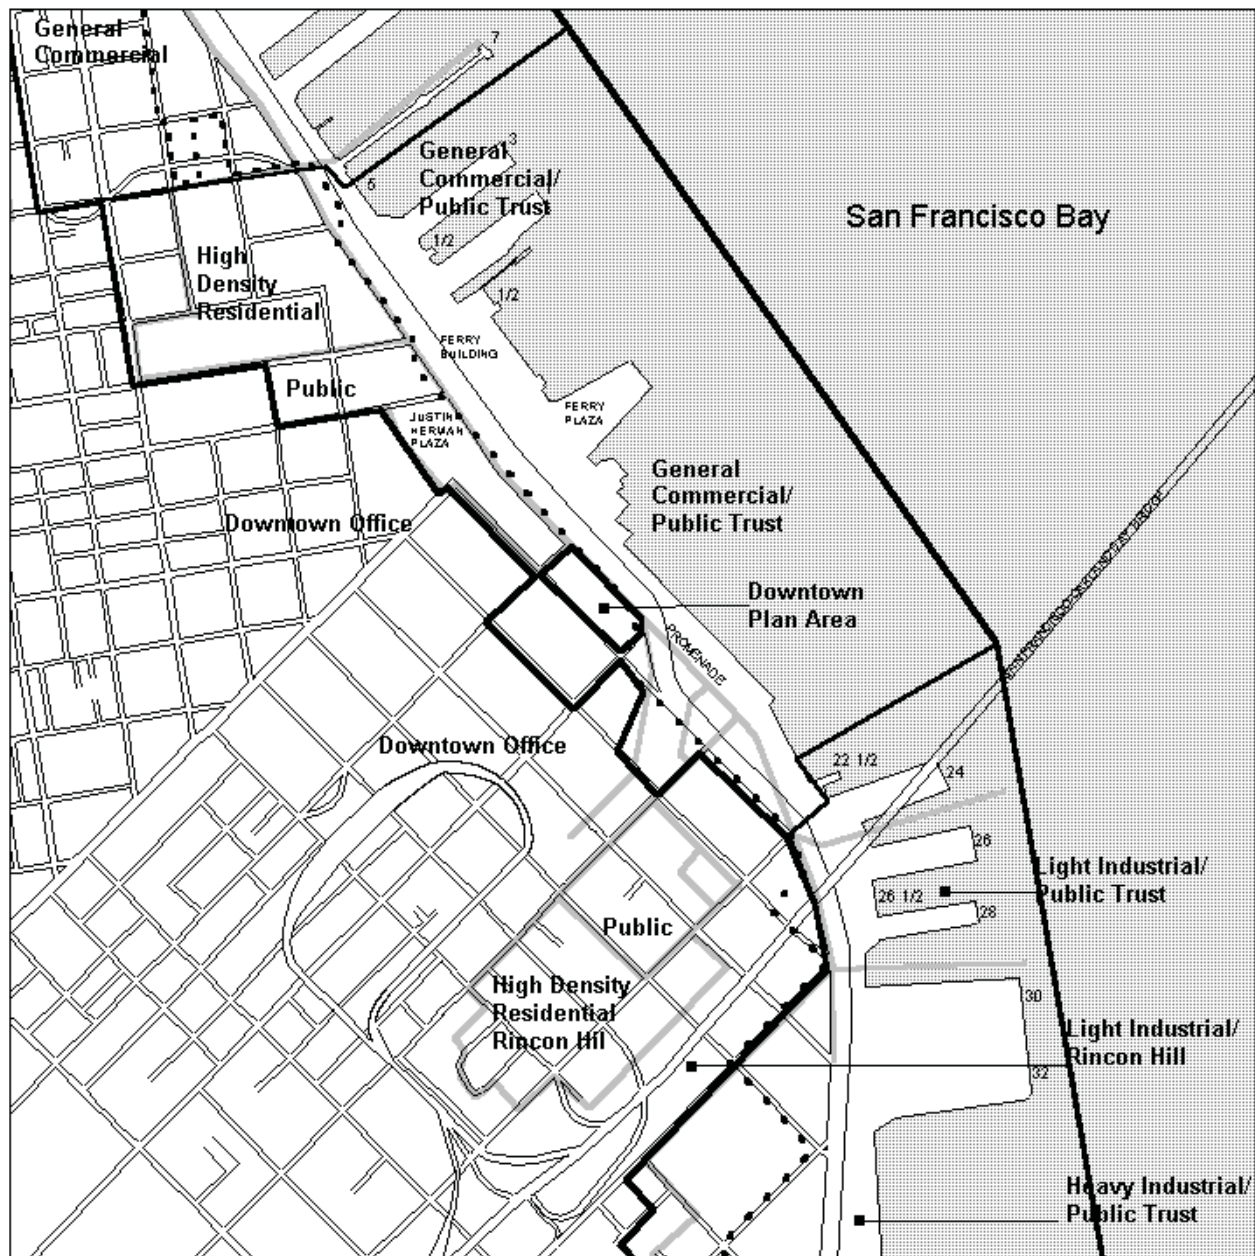 General
Commercial
7
General
Commercial/
Public Trust
3
1
5
San Francisco Bay
1/2
High
Density
Residential
1/2
FERRY
BUILDING
Public
FERRY
PLAZA
JUSTIN
HERMAN
PLAZA
General
Commercial/
Public Trust
Downtown Office
Downtown
Plan Area
PROMENADE
Downtown Office
22 1/2
24
26
Light Industrial/
Public Trust
26 1/2
28
Public
High Density
Residential
Rincon Hill
30
Light Industrial/
Rincon Hill
32
Heavy Industrial/
Public Trust